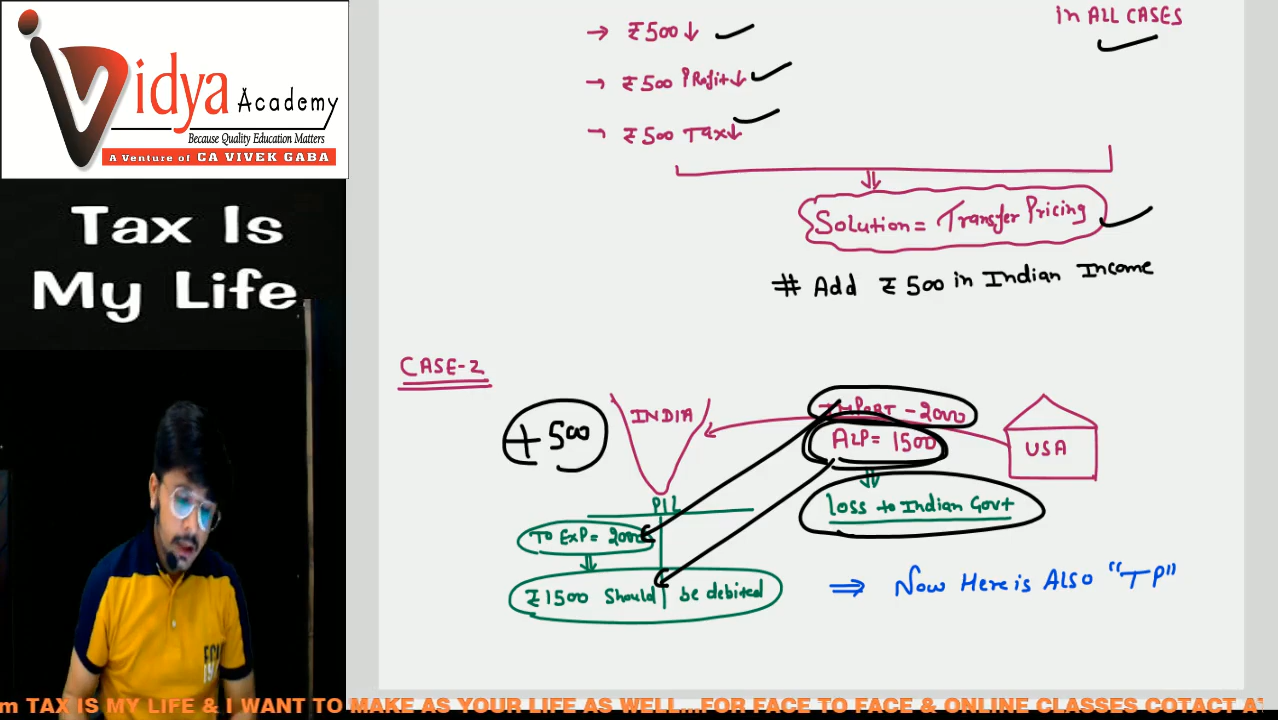 Vidya
Academy
Because Quality Education Matters
A Venture of CA VIVEK GABA
Tax Is
My Life
→ ₹500↓
→ ₹500 Profit↓
→ ₹500 Tax↓
in ALL CASES
Solution = Transfer Pricing
# Add ₹500 in Indian Income
CASE-2
+500
INDIA
IMPORT - 2000
ALP = 1500
USA
loss to Indian Govt
P/L
To Exp = 2000
₹1500 Should be debited
⇒ Now Here is Also "TP"
m TAX IS MY LIFE & I WANT TO MAKE AS YOUR LIFE AS WELL...FOR FACE TO FACE & ONLINE CLASSES COTACT